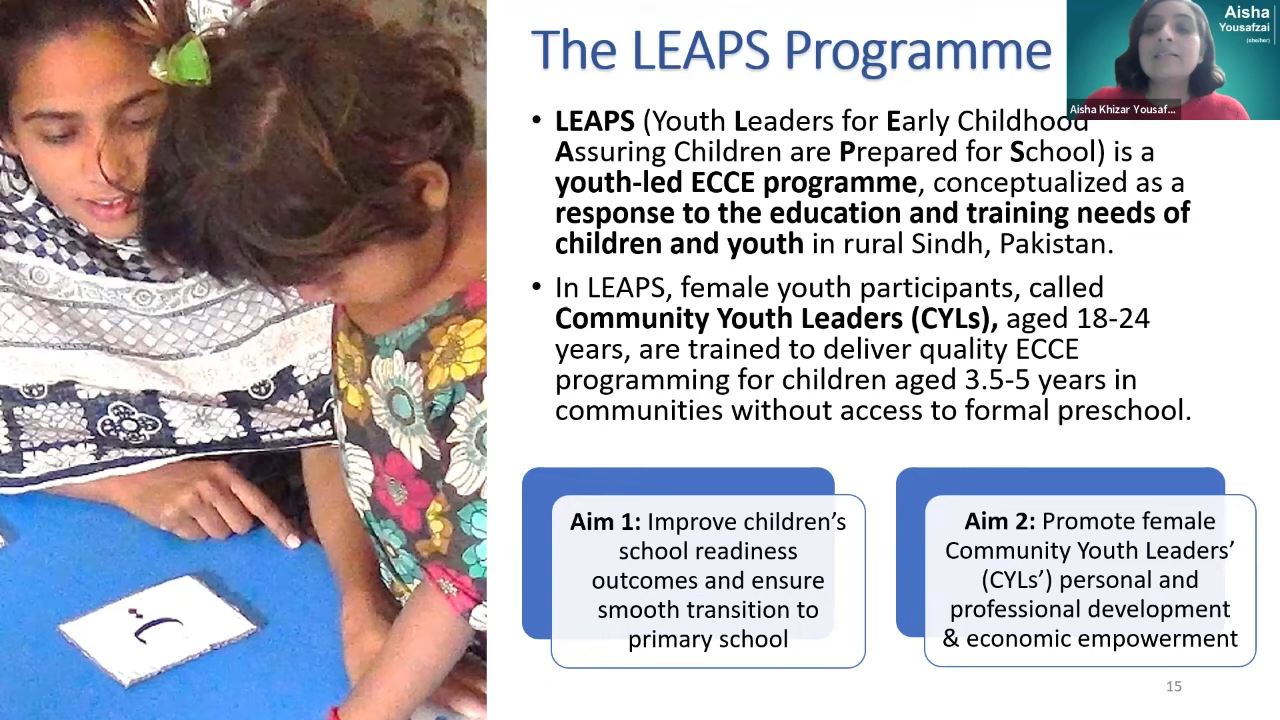 The LEAPS Programme
Aisha
Yousafzai
(she/her)
Aisha Khizar Yousaf...
• LEAPS (Youth Leaders for Early Childhood
Assuring Children are Prepared for School) is a
youth-led ECCE programme, conceptualized as a
response to the education and training needs of
children and youth in rural Sindh, Pakistan.
• In LEAPS, female youth participants, called
Community Youth Leaders (CYLs), aged 18-24
years, are trained to deliver quality ECCE
programming for children aged 3.5-5 years in
communities without access to formal preschool.
Aim 1: Improve children’s
school readiness
outcomes and ensure
smooth transition to
primary school
Aim 2: Promote female
Community Youth Leaders’
(CYLs’) personal and
professional development
& economic empowerment
15